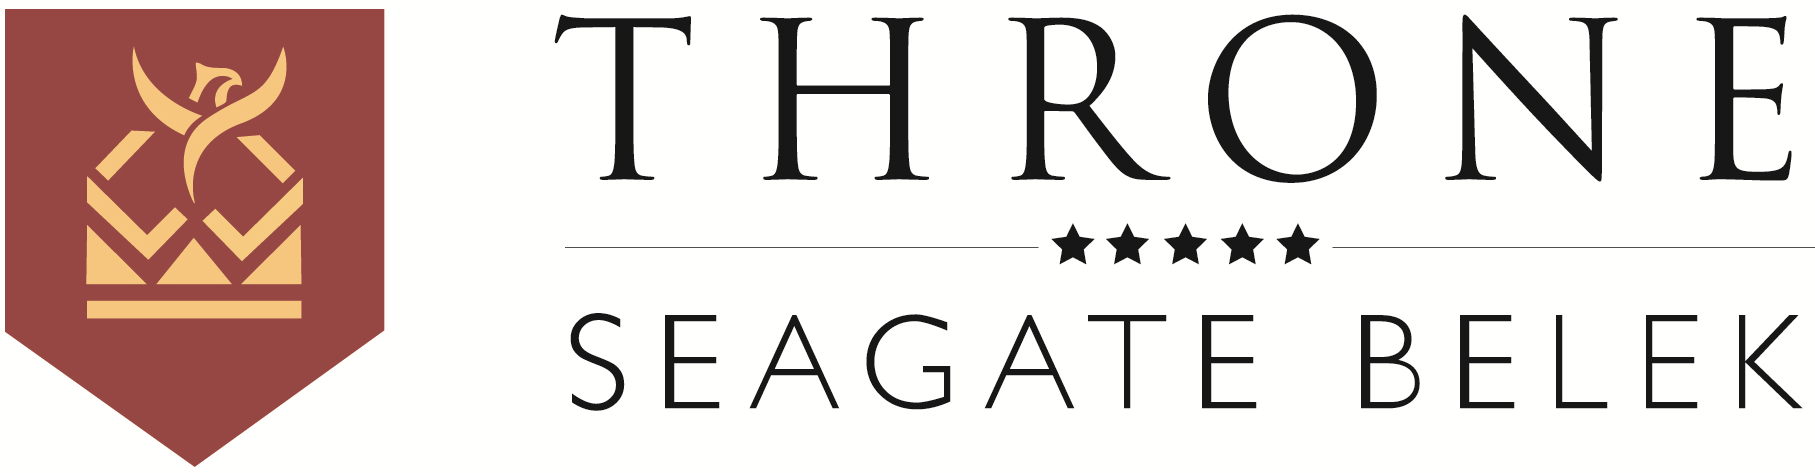 THRONE
★★★★★
SEAGATE BELEK